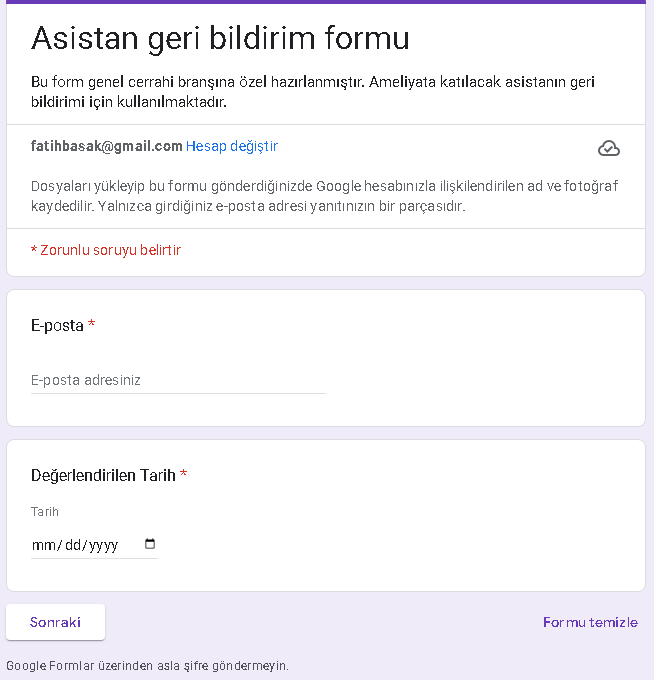 Asistan geri bildirim formu
Bu form genel cerrahi branşına özel hazırlanmıştır. Ameliyata katılacak asistanın geri
bildirimi için kullanılmaktadır.
fatihbasak@gmail.com Hesap değiştir
Dosyaları yükleyip bu formu gönderdiğinizde Google hesabınızla ilişkilendirilen ad ve fotoğraf
kaydedilir. Yalnızca girdiğiniz e-posta adresi yanıtınızın bir parçasıdır.
* Zorunlu soruyu belirtir
E-posta *
E-posta adresiniz
Değerlendirilen Tarih *
Tarih
mm/dd/yyyy
Sonraki
Formu temizle
Google Formlar üzerinden asla şifre göndermeyin.